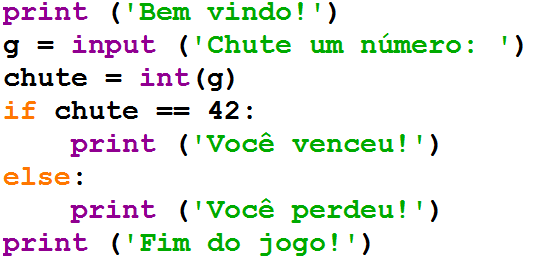 print ('Bem vindo!')
g = input ('Chute um número: ')
chute = int(g)
if chute == 42:
    print ('Você venceu!')
else:
    print ('Você perdeu!')
print ('Fim do jogo!')